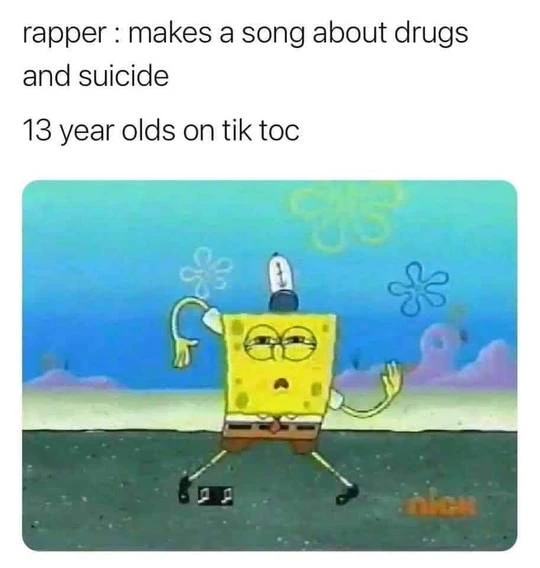 rapper : makes a song about drugs
and suicide
13 year olds on tik toc
nick